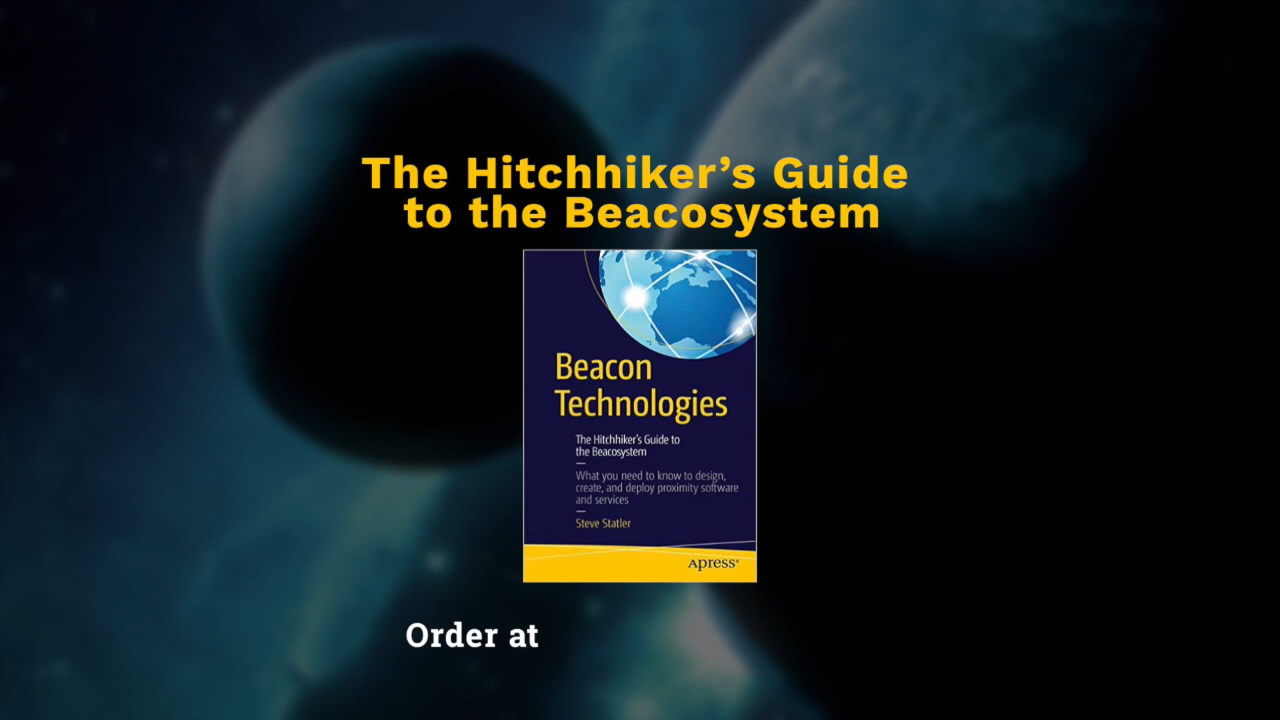 The Hitchhiker’s Guide
to the Beacosystem
Beacon
Technologies
The Hitchhiker's Guide to
the Beacosystem
—
What you need to know to design,
create, and deploy proximity software
and services
—
Steve Statler
Apress®
Order at